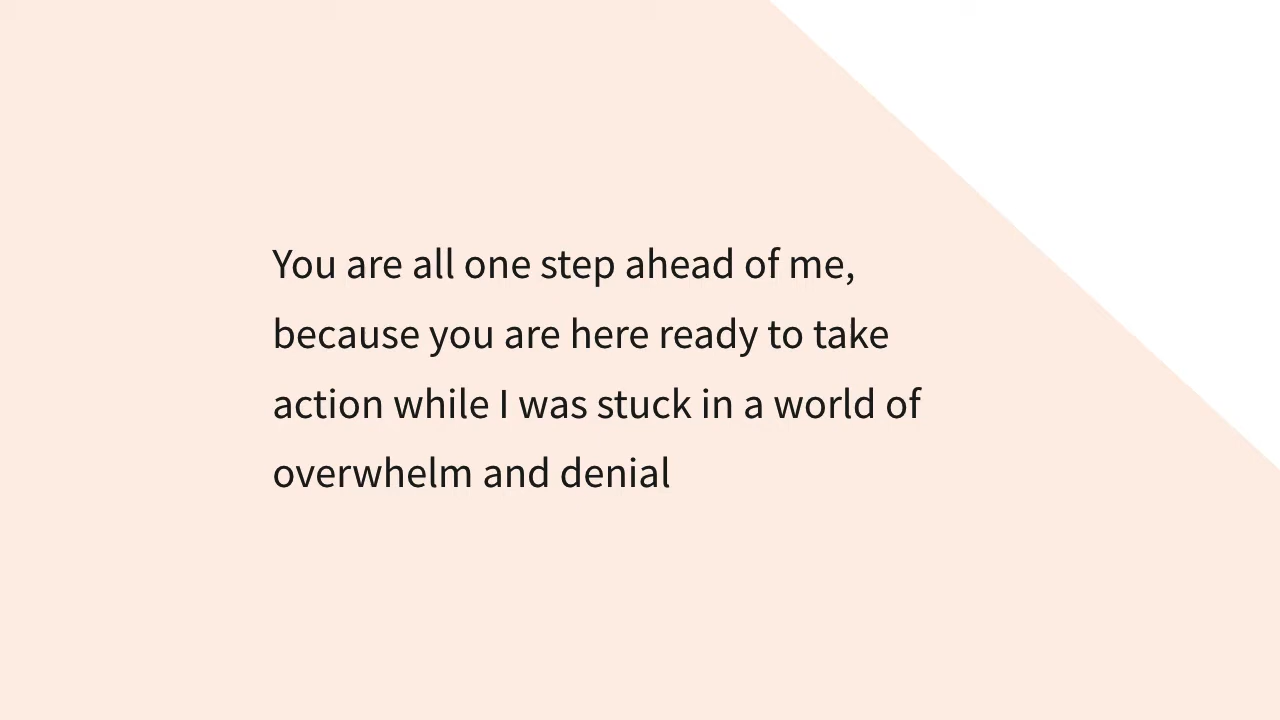 You are all one step ahead of me,
because you are here ready to take
action while I was stuck in a world of
overwhelm and denial